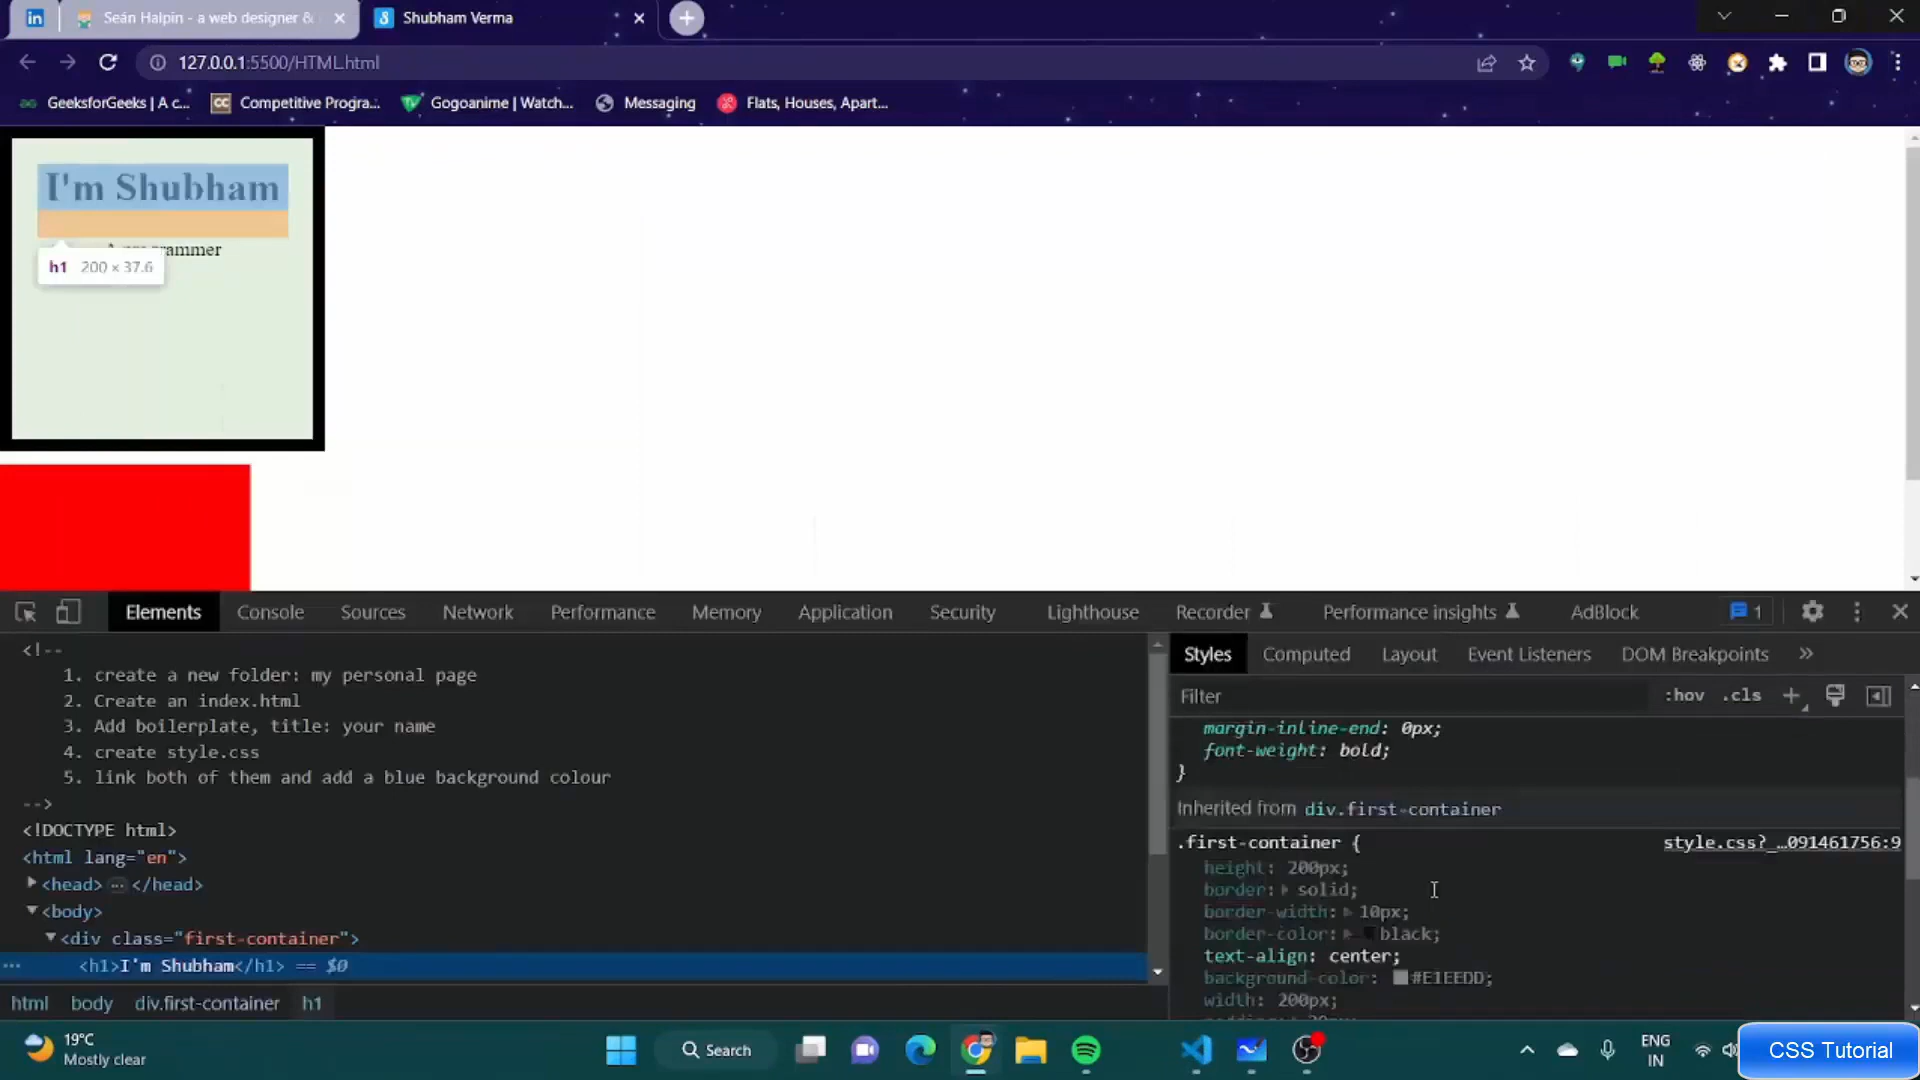 Seán Halpin - a web designer &
Shubham Verma
127.0.0.1:5500/HTML.html
GeeksforGeeks | A c...
Competitive Progra...
Gogoanime | Watch...
Messaging
Flats, Houses, Apart...
I'm Shubham
h1 200 × 37.6
Elements Console Sources Network Performance Memory Application Security Lighthouse Recorder Performance insights AdBlock 1
<!--
1. create a new folder: my personal page
2. Create an index.html
3. Add boilerplate, title: your name
4. create style.css
5. link both of them and add a blue background colour
-->
<!DOCTYPE html>
<html lang="en">
<head> … </head>
<body>
<div class="first-container">
<h1>I'm Shubham</h1> == $0
html body div.first-container h1
Styles Computed Layout Event Listeners DOM Breakpoints »
Filter :hov .cls +
margin-inline-end: 0px;
font-weight: bold;
}
Inherited from div.first-container
.first-container { style.css?_…091461756:9
height: 200px;
border: solid;
border-width: 10px;
border-color: black;
text-align: center;
background-color: #E1EEDD;
width: 200px;
19°C
Mostly clear
Search
ENG
IN
CSS Tutorial